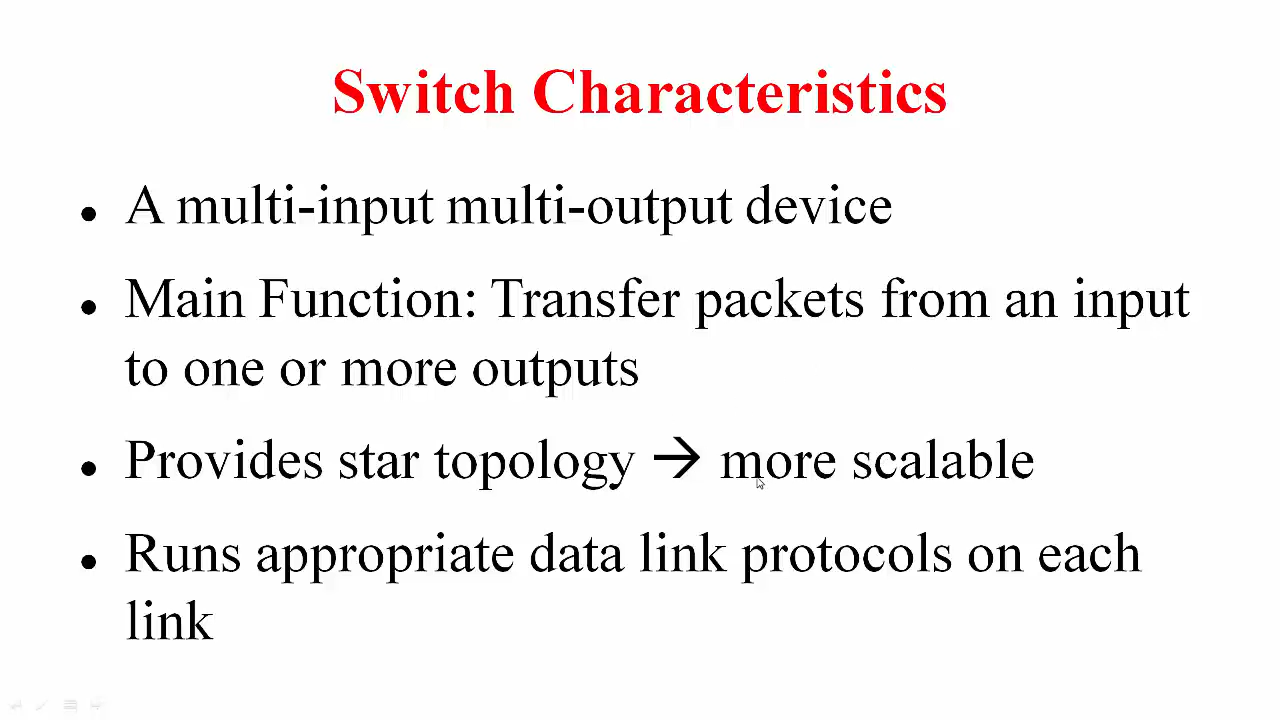 Switch Characteristics
• A multi-input multi-output device
• Main Function: Transfer packets from an input
to one or more outputs
• Provides star topology → more scalable
• Runs appropriate data link protocols on each
link